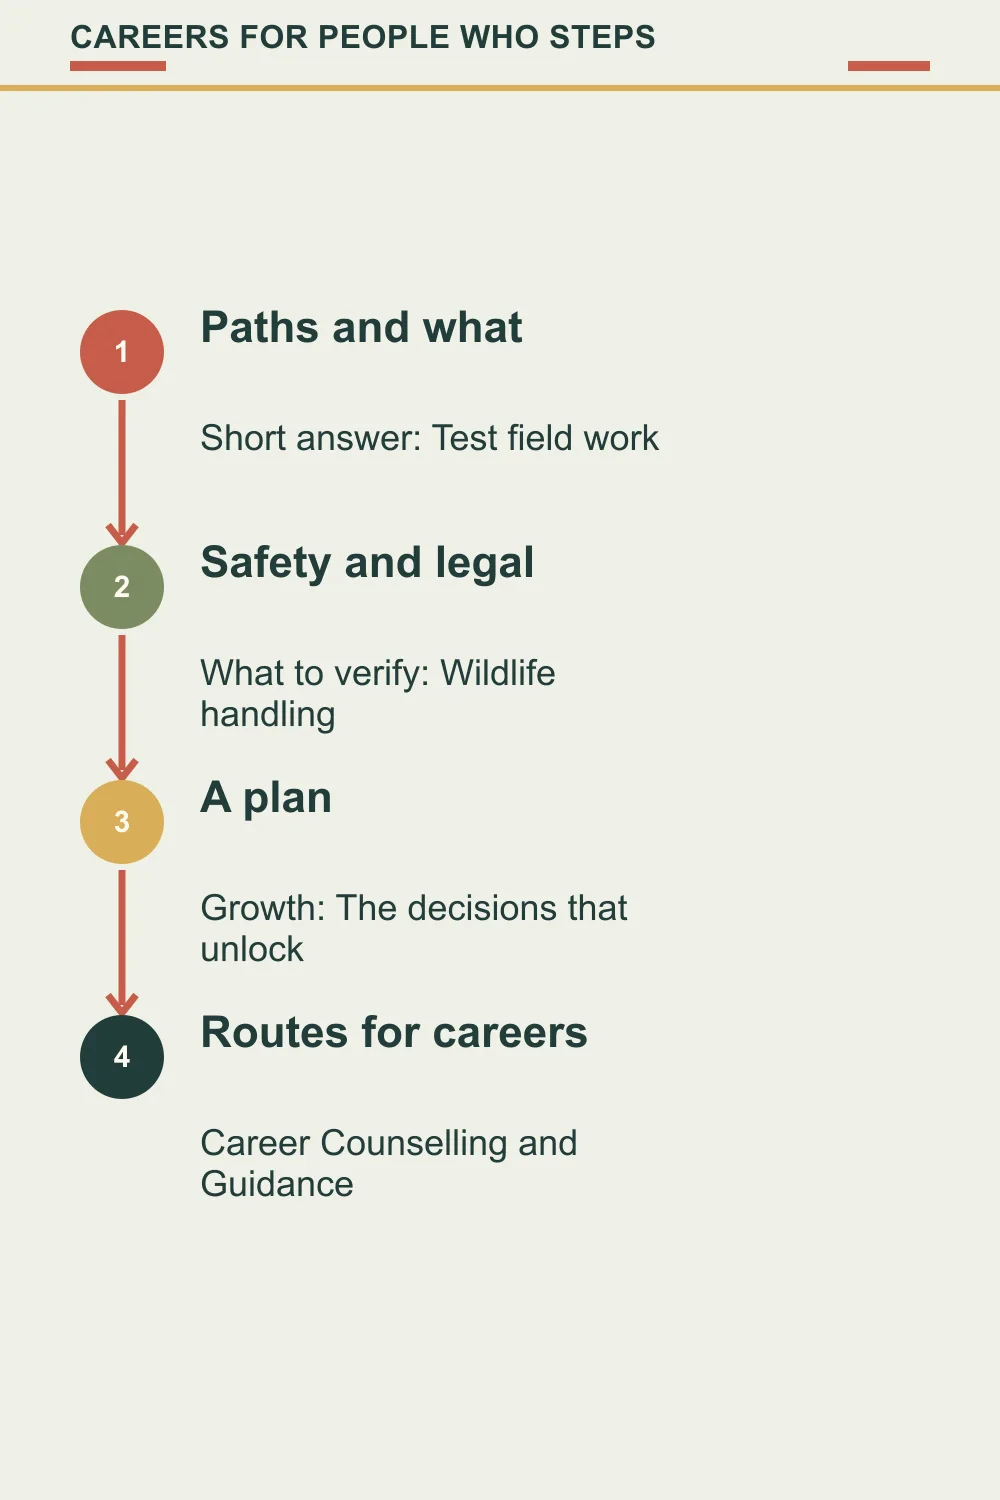 CAREERS FOR PEOPLE WHO STEPS
1
Paths and what
Short answer: Test field work
2
Safety and legal
What to verify: Wildlife
handling
3
A plan
Growth: The decisions that
unlock
4
Routes for careers
Career Counselling and
Guidance